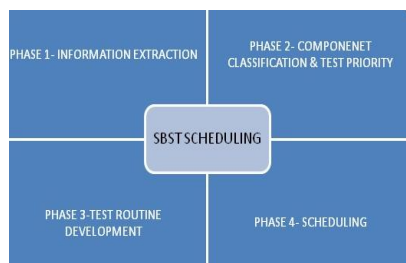 PHASE 1- INFORMATION EXTRACTION
PHASE 2- COMPONENET
CLASSIFICATION & TEST PRIORITY
SBST SCHEDULING
PHASE 3-TEST ROUTINE
DEVELOPMENT
PHASE 4- SCHEDULING